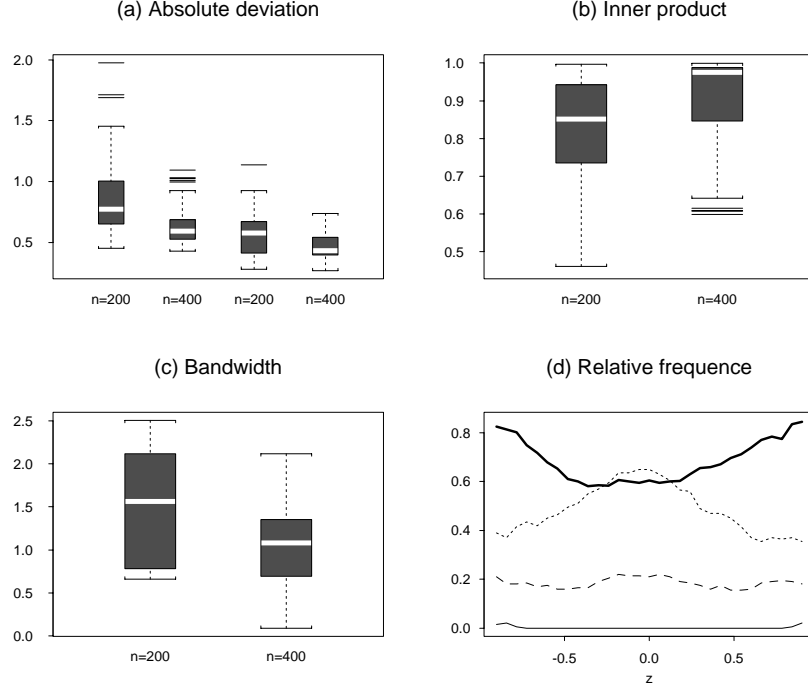 (a) Absolute deviation
2.0
1.5
1.0
0.5
n=200 n=400 n=200 n=400
(b) Inner product
1.0
0.9
0.8
0.7
0.6
0.5
n=200 n=400
(c) Bandwidth
2.5
2.0
1.5
1.0
0.5
0.0
n=200 n=400
(d) Relative frequence
0.8
0.6
0.4
0.2
0.0
-0.5 0.0 0.5
z